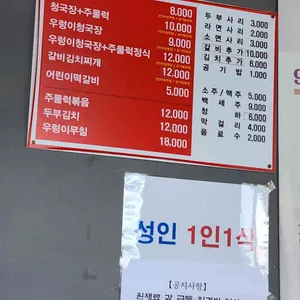 청국장+주물럭 8.000
우렁이청국장 10.000
우렁이청국장+주물럭정식 9.000
갈비김치찌개 12.000
어린이떡갈비 12.000
5.000
주물럭볶음
두부김치 12.000
우렁이무침 12.000
18.000
두부사리 3.000
라면사리 2.000
소면사리 3.000
갈비추가 10.000
김치추가 6.000
공기밥 1.000
소주/맥주 5.000
백세주 9.000
청하 6.000
막걸리 4.000
음료수 2.000
성인 1인1식
【공지사항】